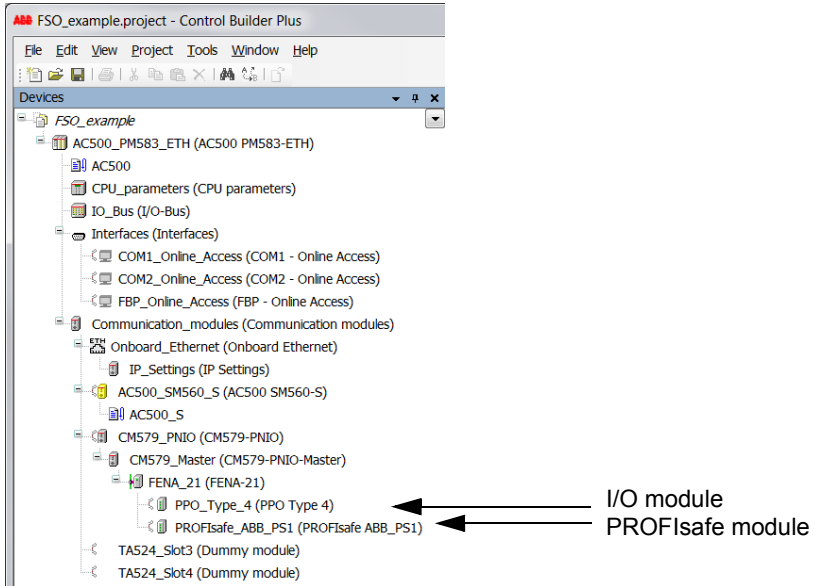 ABB FSO_example.project - Control Builder Plus
File Edit View Project Tools Window Help
Devices
FSO_example
AC500_PM583_ETH (AC500 PM583-ETH)
AC500
CPU_parameters (CPU parameters)
IO_Bus (I/O-Bus)
Interfaces (Interfaces)
COM1_Online_Access (COM1 - Online Access)
COM2_Online_Access (COM2 - Online Access)
FBP_Online_Access (FBP - Online Access)
Communication_modules (Communication modules)
ETH Onboard_Ethernet (Onboard Ethernet)
IP_Settings (IP Settings)
AC500_SM560_S (AC500 SM560-S)
AC500_S
CM579_PNIO (CM579-PNIO)
CM579_Master (CM579-PNIO-Master)
FENA_21 (FENA-21)
PPO_Type_4 (PPO Type 4) I/O module
PROFIsafe_ABB_PS1 (PROFIsafe ABB_PS1) PROFIsafe module
TA524_Slot3 (Dummy module)
TA524_Slot4 (Dummy module)